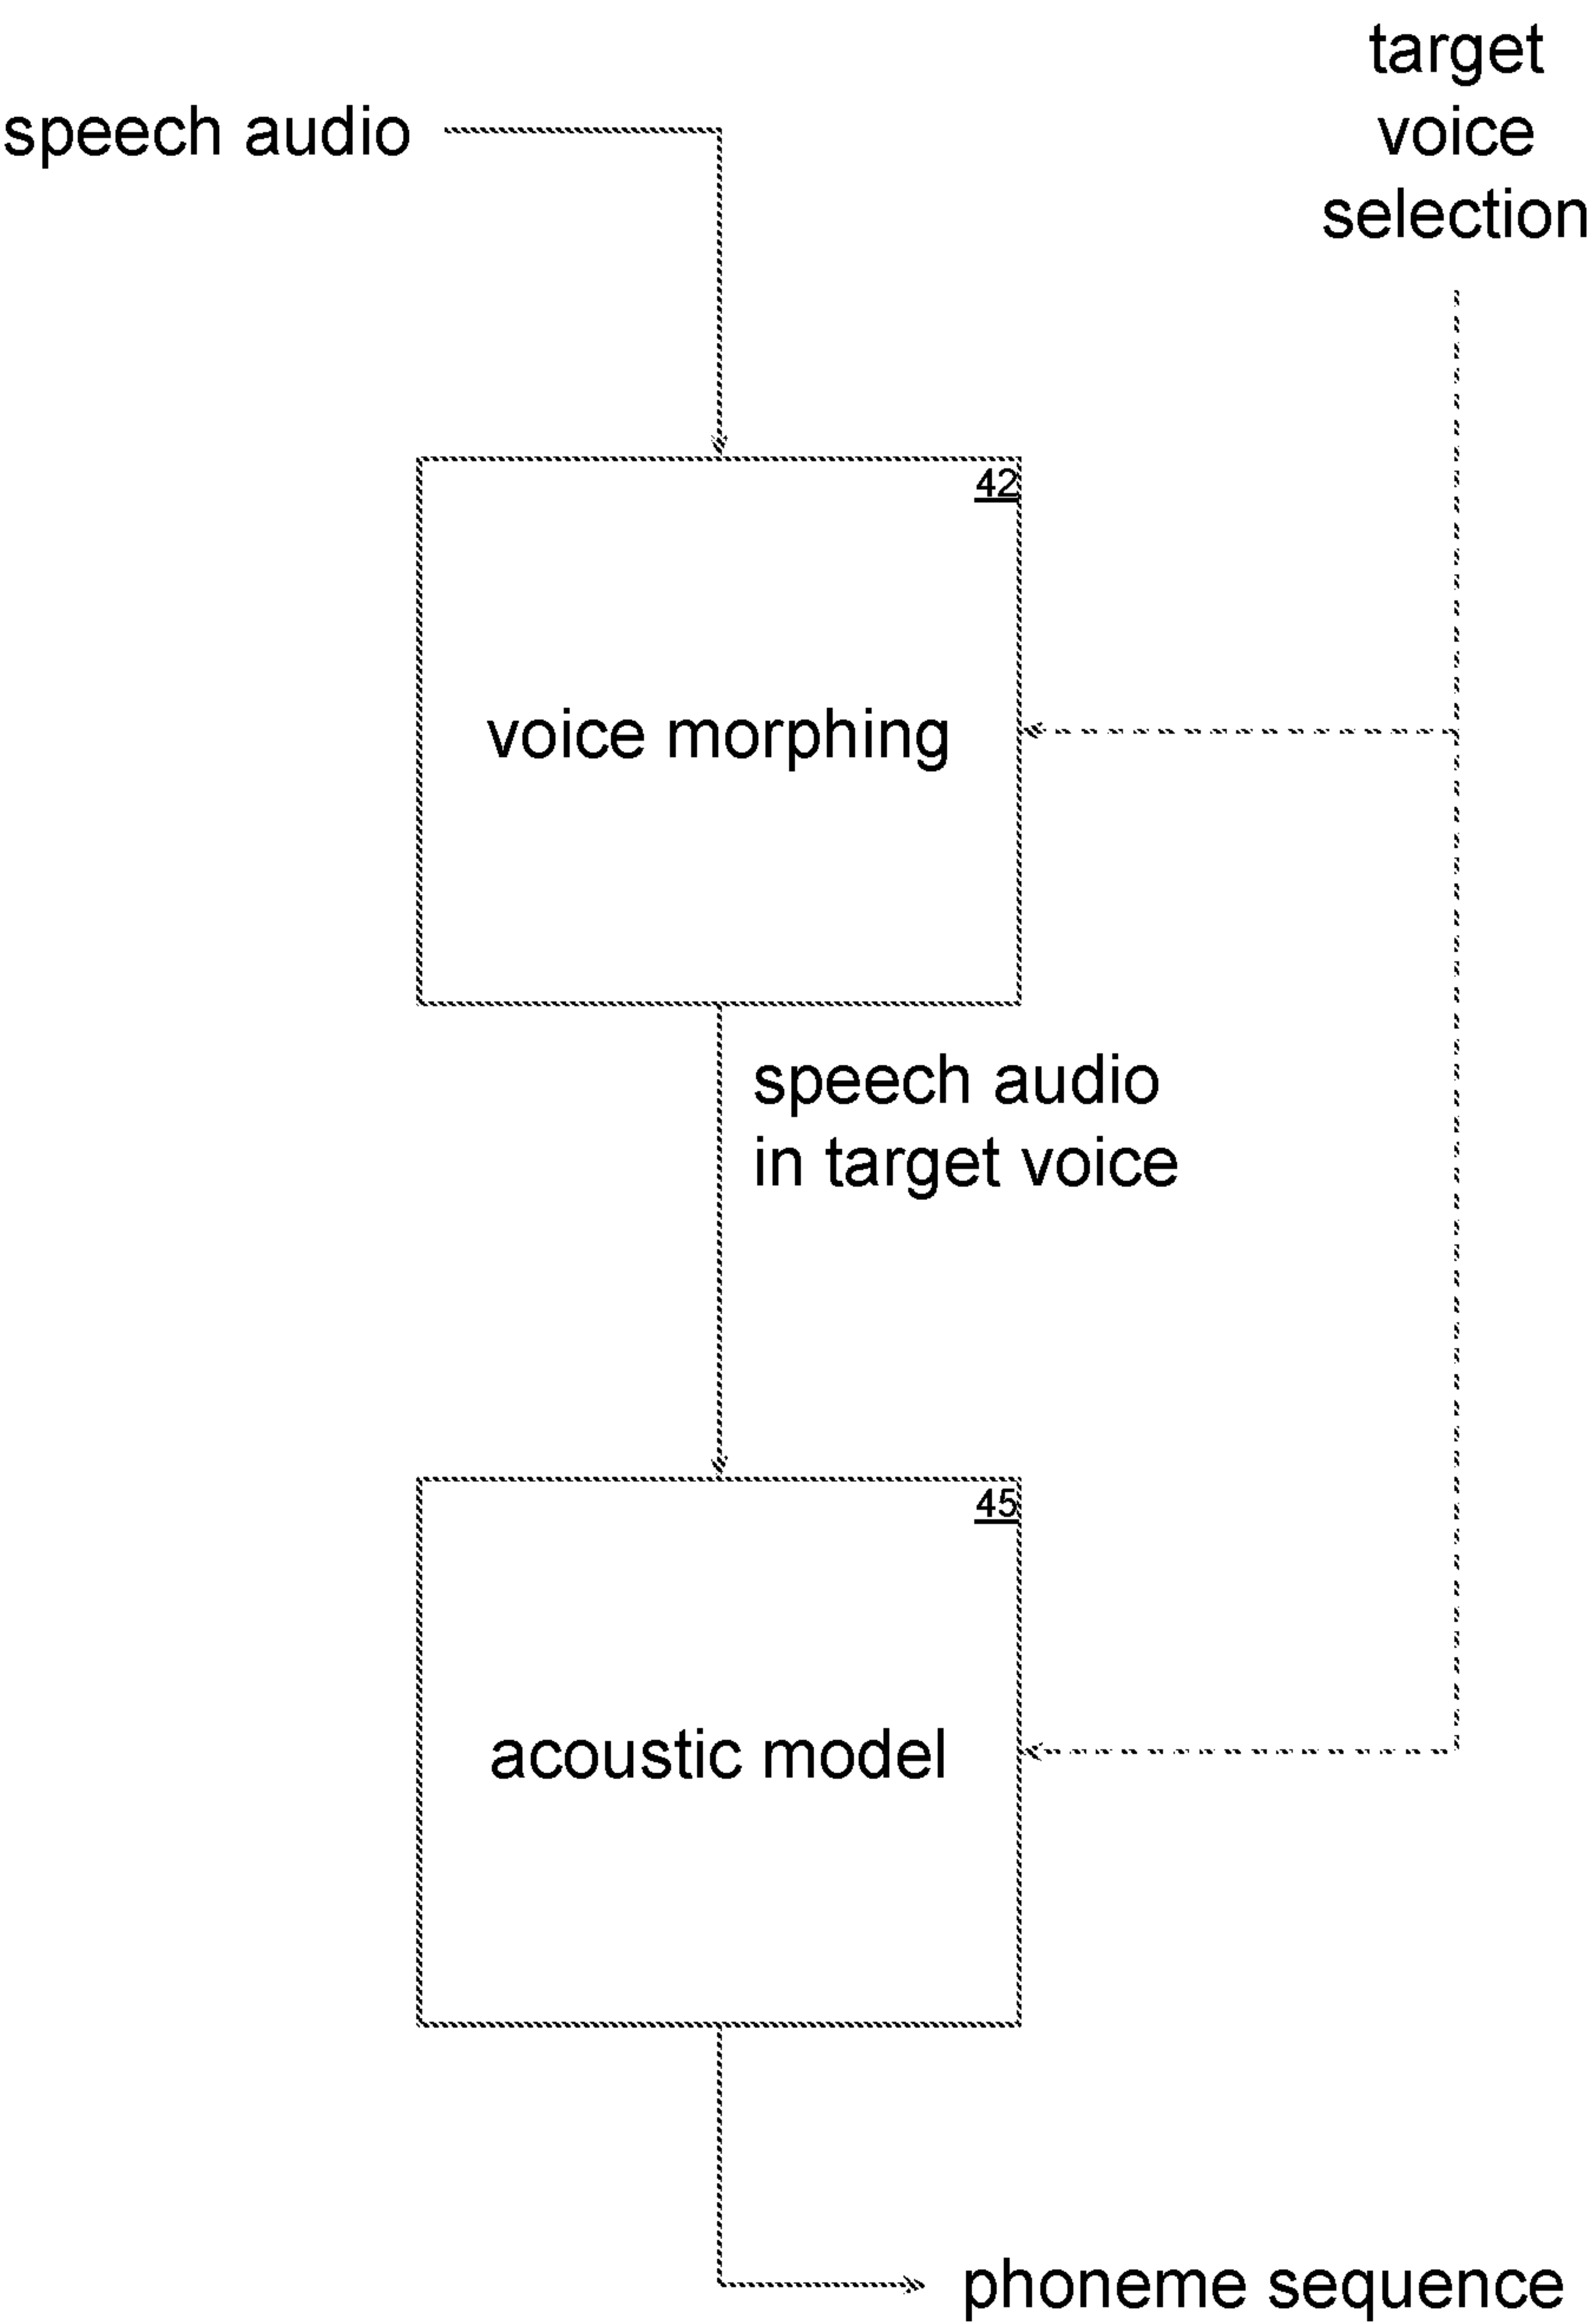 target
voice
selection
speech audio
42
voice morphing
speech audio
in target voice
45
acoustic model
phoneme sequence